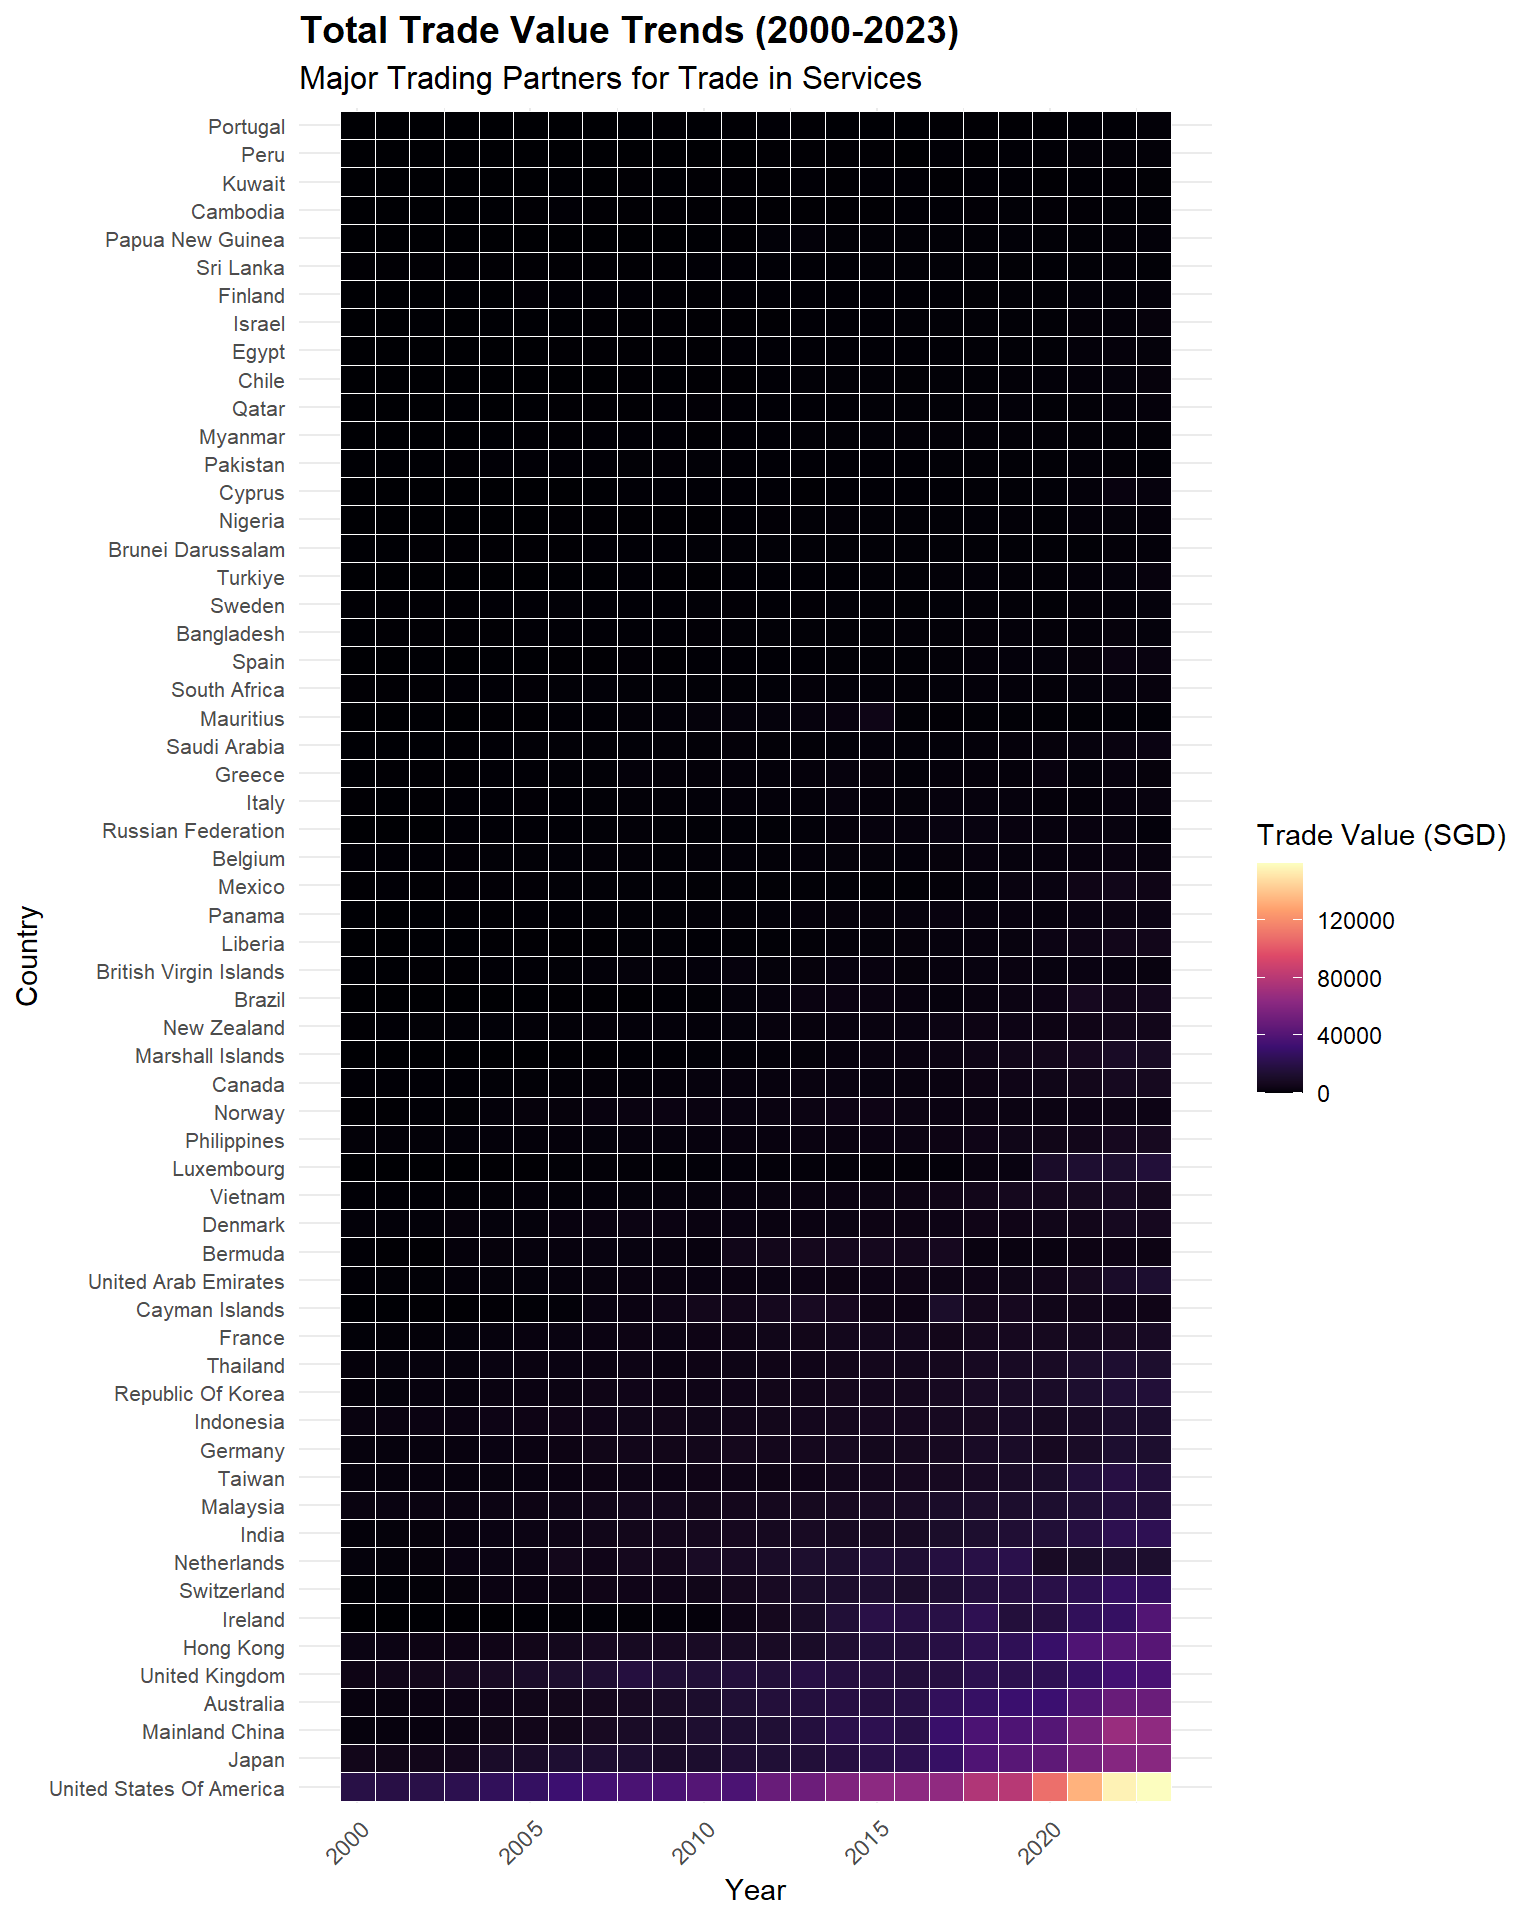 Total Trade Value Trends (2000-2023)
Major Trading Partners for Trade in Services
Country
Portugal
Peru
Kuwait
Cambodia
Papua New Guinea
Sri Lanka
Finland
Israel
Egypt
Chile
Qatar
Myanmar
Pakistan
Cyprus
Nigeria
Brunei Darussalam
Turkiye
Sweden
Bangladesh
Spain
South Africa
Mauritius
Saudi Arabia
Greece
Italy
Russian Federation
Belgium
Mexico
Panama
Liberia
British Virgin Islands
Brazil
New Zealand
Marshall Islands
Canada
Norway
Philippines
Luxembourg
Vietnam
Denmark
Bermuda
United Arab Emirates
Cayman Islands
France
Thailand
Republic Of Korea
Indonesia
Germany
Taiwan
Malaysia
India
Netherlands
Switzerland
Ireland
Hong Kong
United Kingdom
Australia
Mainland China
Japan
United States Of America
2000 2005 2010 2015 2020
Year
Trade Value (SGD)
120000
80000
40000
0